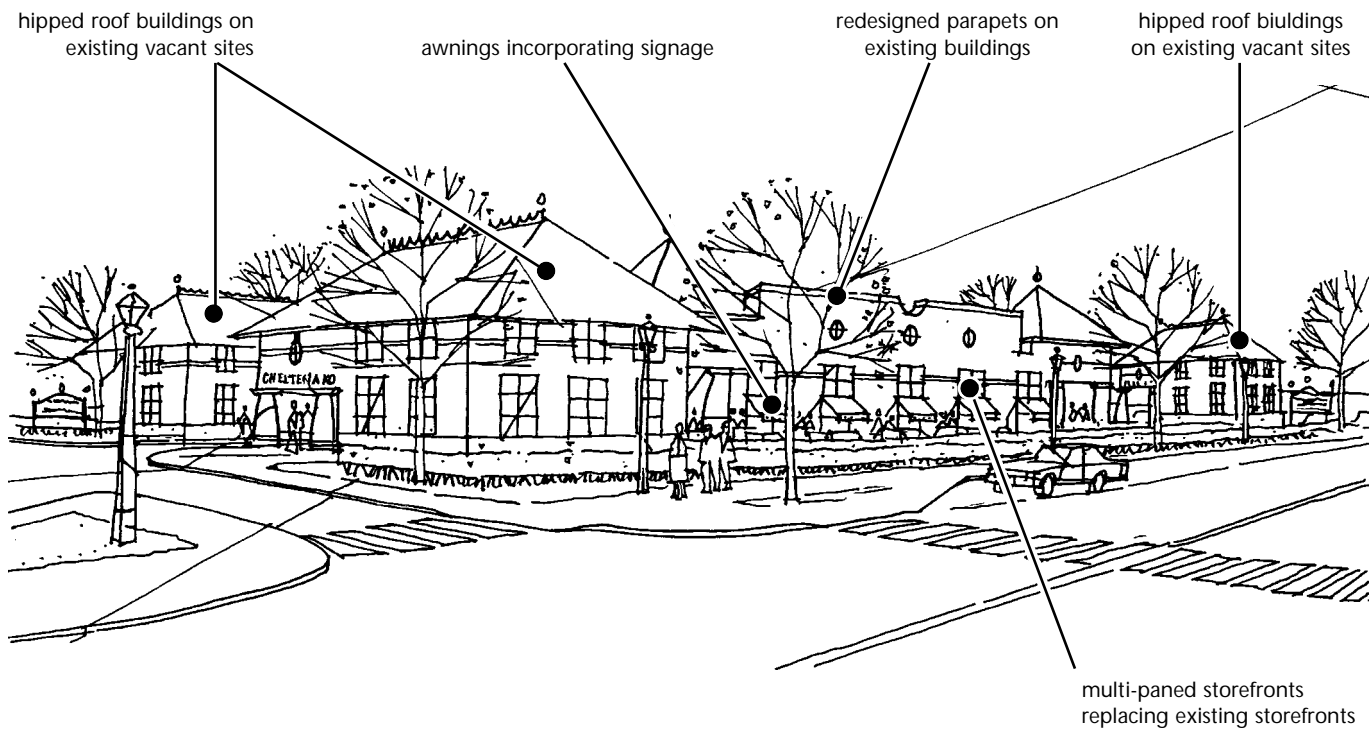 hipped roof buildings on
existing vacant sites
awnings incorporating signage
redesigned parapets on
existing buildings
hipped roof biuldings
on existing vacant sites
multi-paned storefronts
replacing existing storefronts